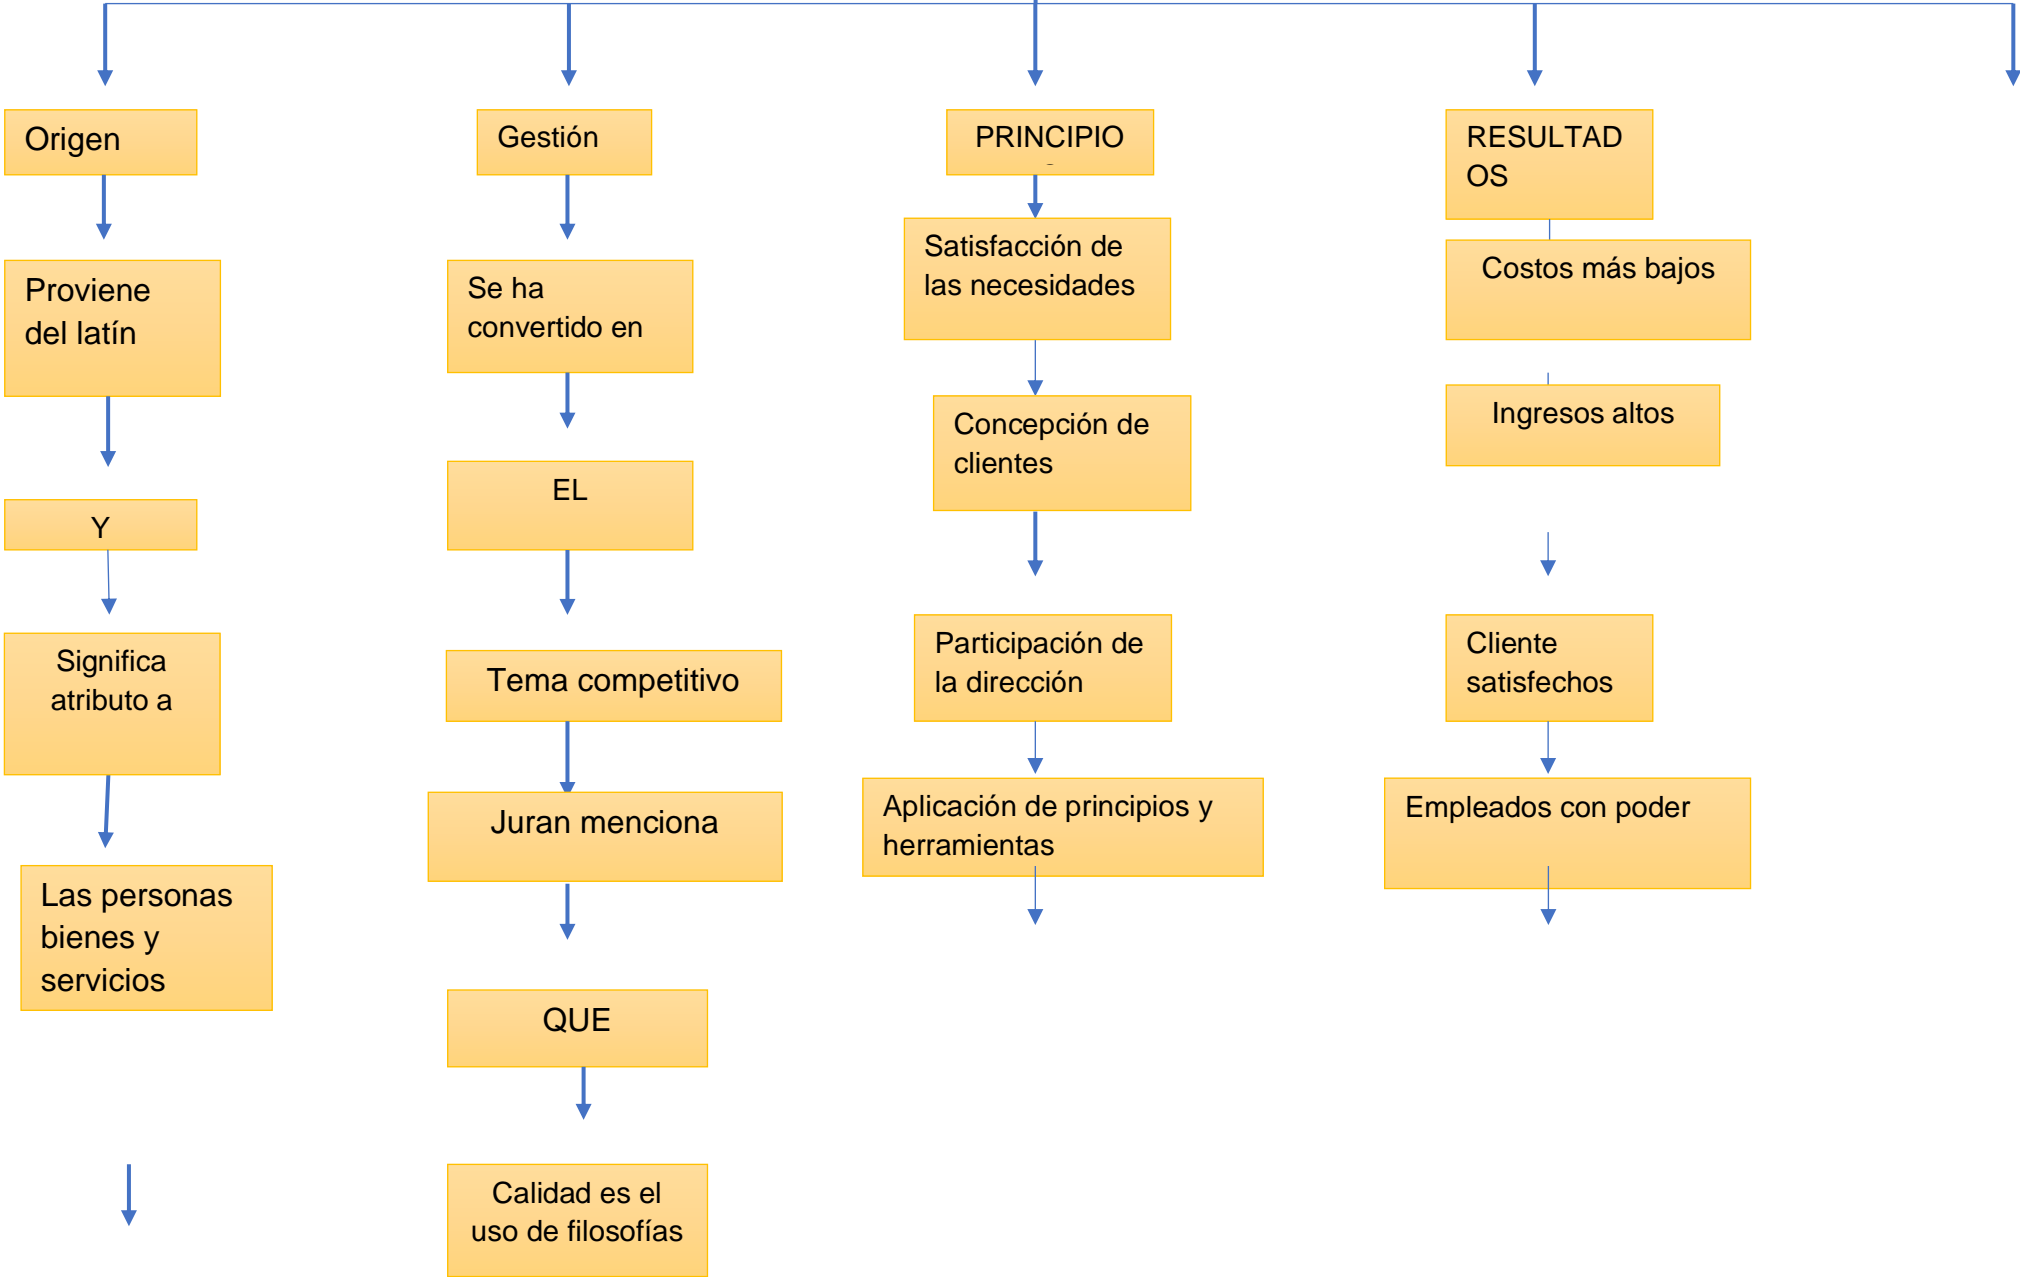 Origen
Proviene
del latín
Y
Significa
atributo a
Las personas
bienes y
servicios
Gestión
Se ha
convertido en
EL
Tema competitivo
Juran menciona
QUE
Calidad es el
uso de filosofías
PRINCIPIO
Satisfacción de
las necesidades
Concepción de
clientes
Participación de
la dirección
Aplicación de principios y
herramientas
RESULTAD
OS
Costos más bajos
Ingresos altos
Cliente
satisfechos
Empleados con poder